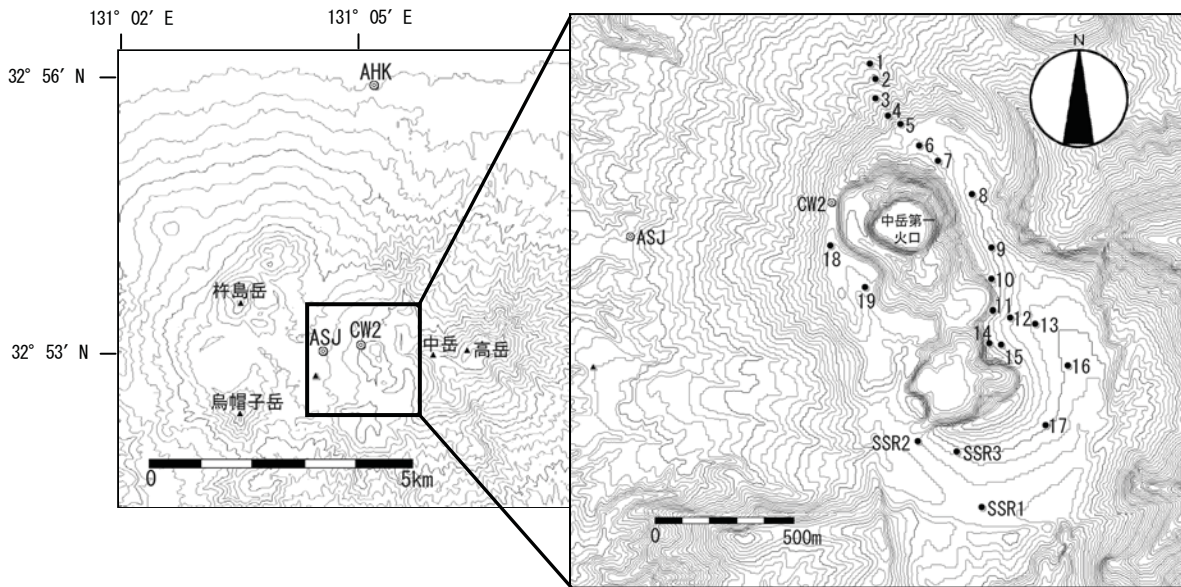 131° 02′ E
131° 05′ E
32° 56′ N
32° 53′ N
AHK
杵島岳
ASJ
CW2
中岳
高岳
烏帽子岳
0
5km
N
1
2
3
4
5
6
7
8
CW2
中岳第一
火口
ASJ
18
9
19
10
11
12
13
14
15
16
17
SSR2
SSR3
SSR1
0
500m